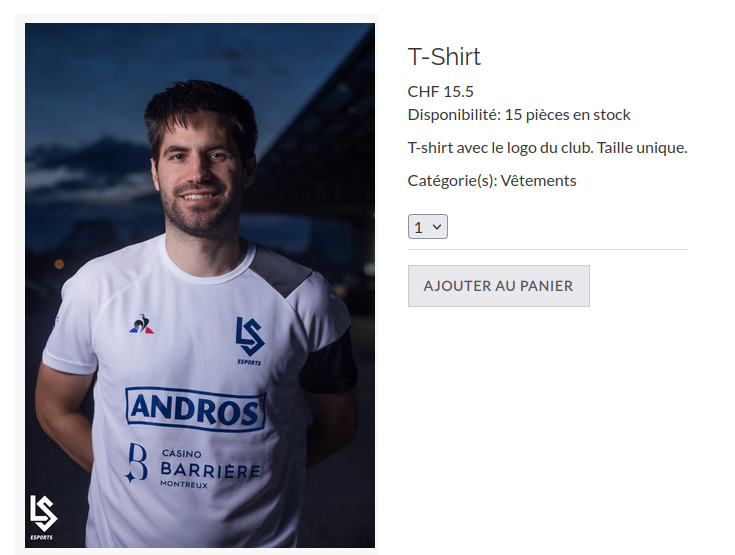 T-Shirt
CHF 15.5
Disponibilité: 15 pièces en stock
T-shirt avec le logo du club. Taille unique.
Catégorie(s): Vêtements
1
AJOUTER AU PANIER
LS
ESPORTS
ANDROS
B
CASINO
BARRIÈRE
MONTREUX
LS
ESPORTS